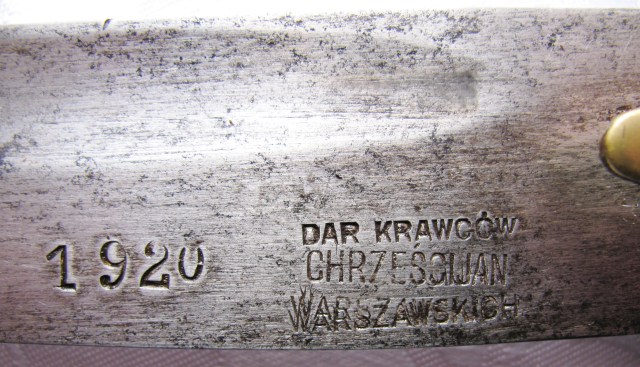 1920
DAR KRAWCÓW
CHRZEŚCIJAN
WARSZAWSKICH